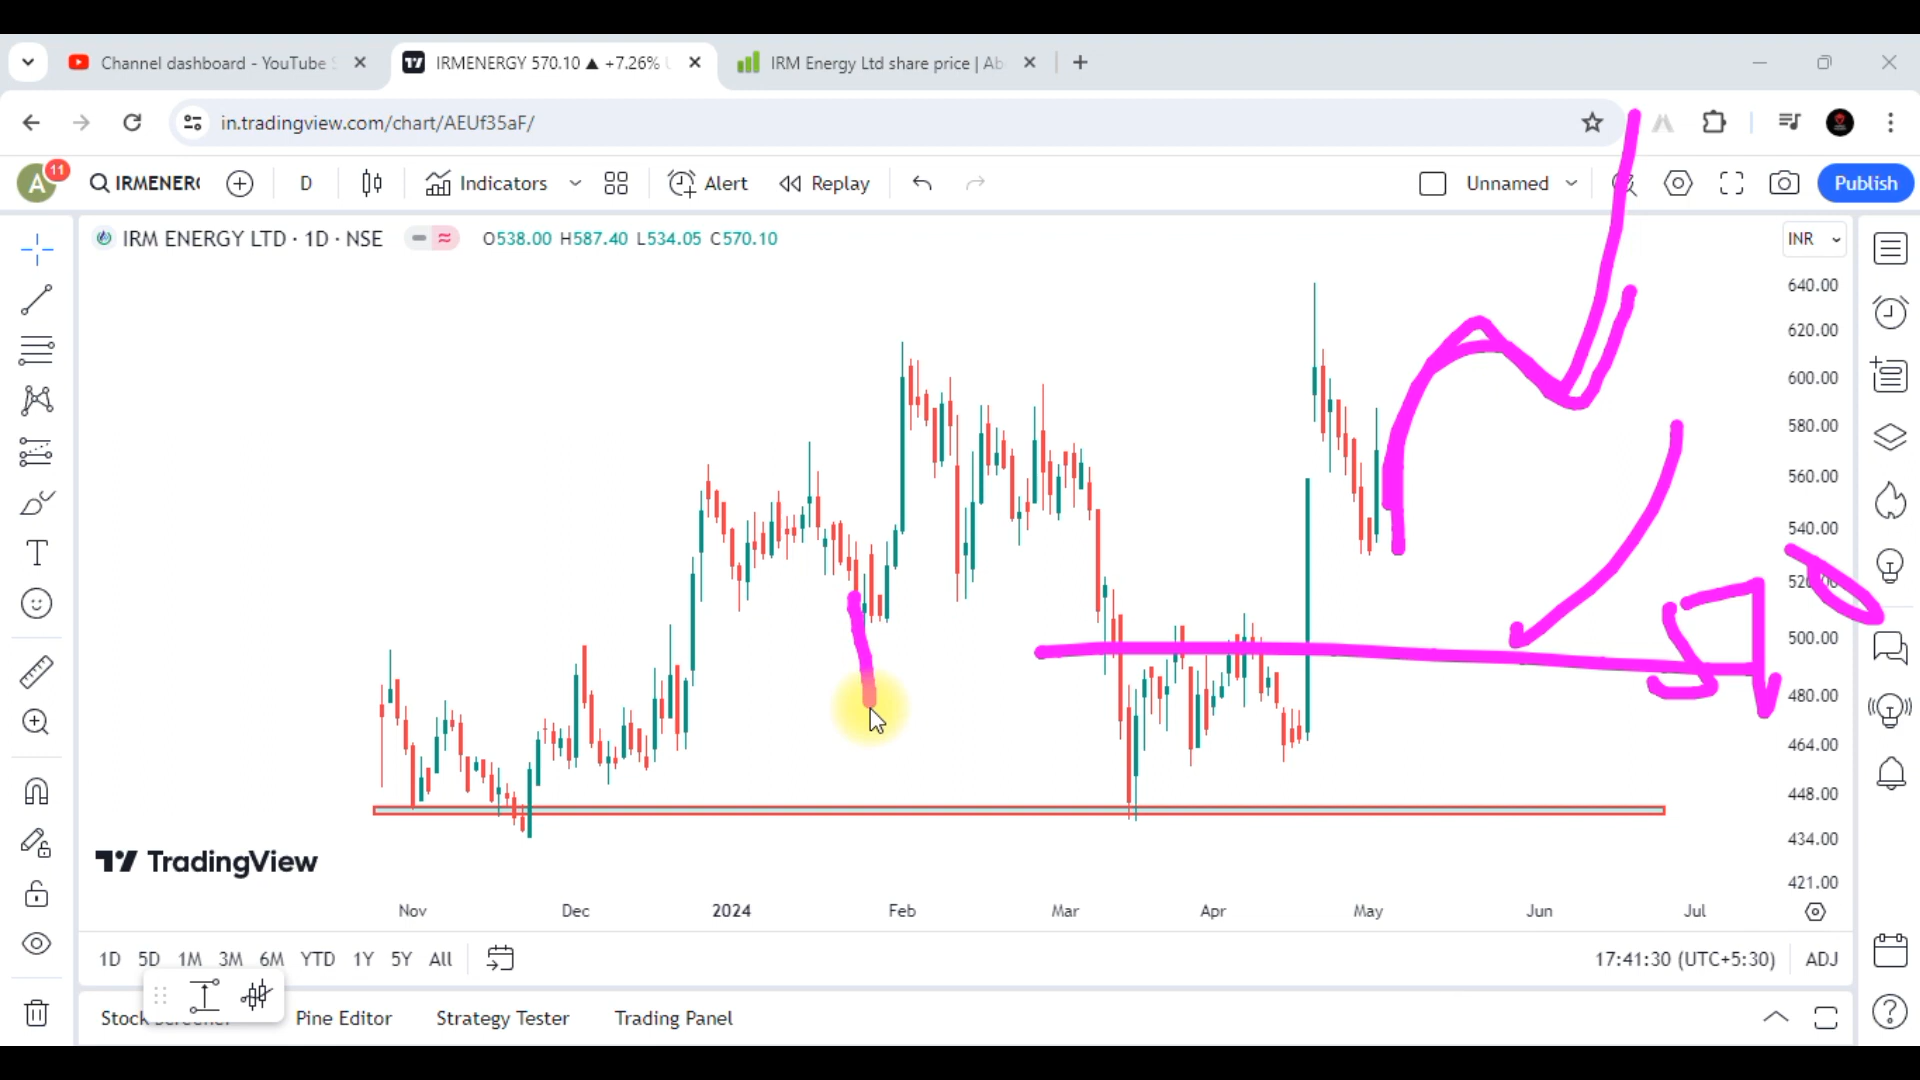 Channel dashboard - YouTube S
IRMENERGY 570.10 ▲ +7.26% U
IRM Energy Ltd share price | Ab
in.tradingview.com/chart/AEUf35aF/
A
11
IRMENERG
D
Indicators
Alert
Replay
Unnamed
Publish
IRM ENERGY LTD · 1D · NSE
O538.00 H587.40 L534.05 C570.10
INR
640.00
620.00
600.00
580.00
560.00
540.00
500.00
480.00
464.00
448.00
434.00
421.00
TradingView
Nov
Dec
2024
Feb
Mar
Apr
May
Jun
Jul
1D 5D 1M 3M 6M YTD 1Y 5Y All
17:41:30 (UTC+5:30)
ADJ
Stock Screener
Pine Editor
Strategy Tester
Trading Panel